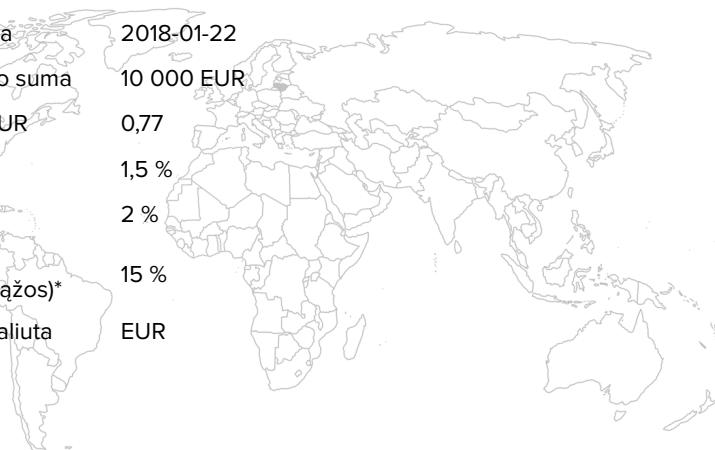 a 2018-01-22
o suma 10 000 EUR
UR 0,77
1,5 %
2 %
15 %
ąžos)*
aliuta EUR